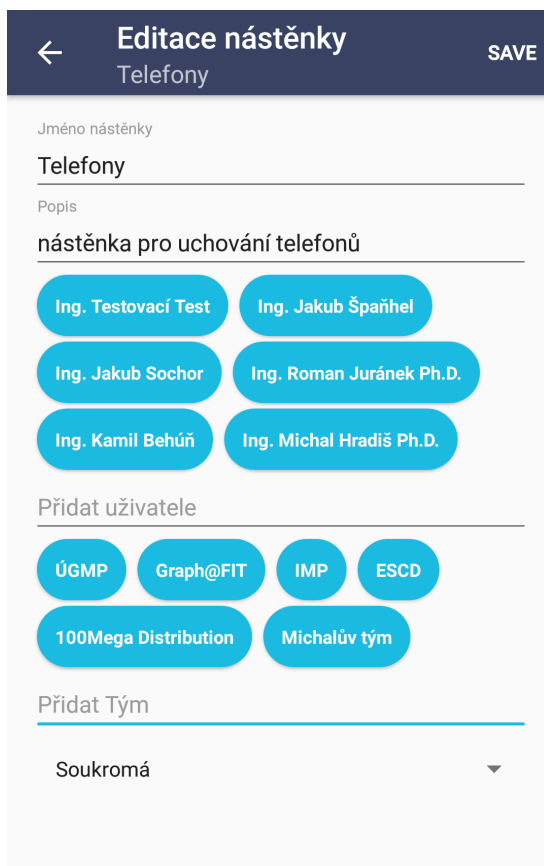 Editace nástěnky
SAVE
Telefony
Jméno nástěnky
Telefony
Popis
nástěnka pro uchování telefonů
Ing. Testovací Test Ing. Jakub Špaňhel
Ing. Jakub Sochor Ing. Roman Juránek Ph.D.
Ing. Kamil Behúň Ing. Michal Hradiš Ph.D.
Přidat uživatele
ÚGMP Graph@FIT IMP ESCD
100Mega Distribution Michalův tým
Přidat Tým
Soukromá